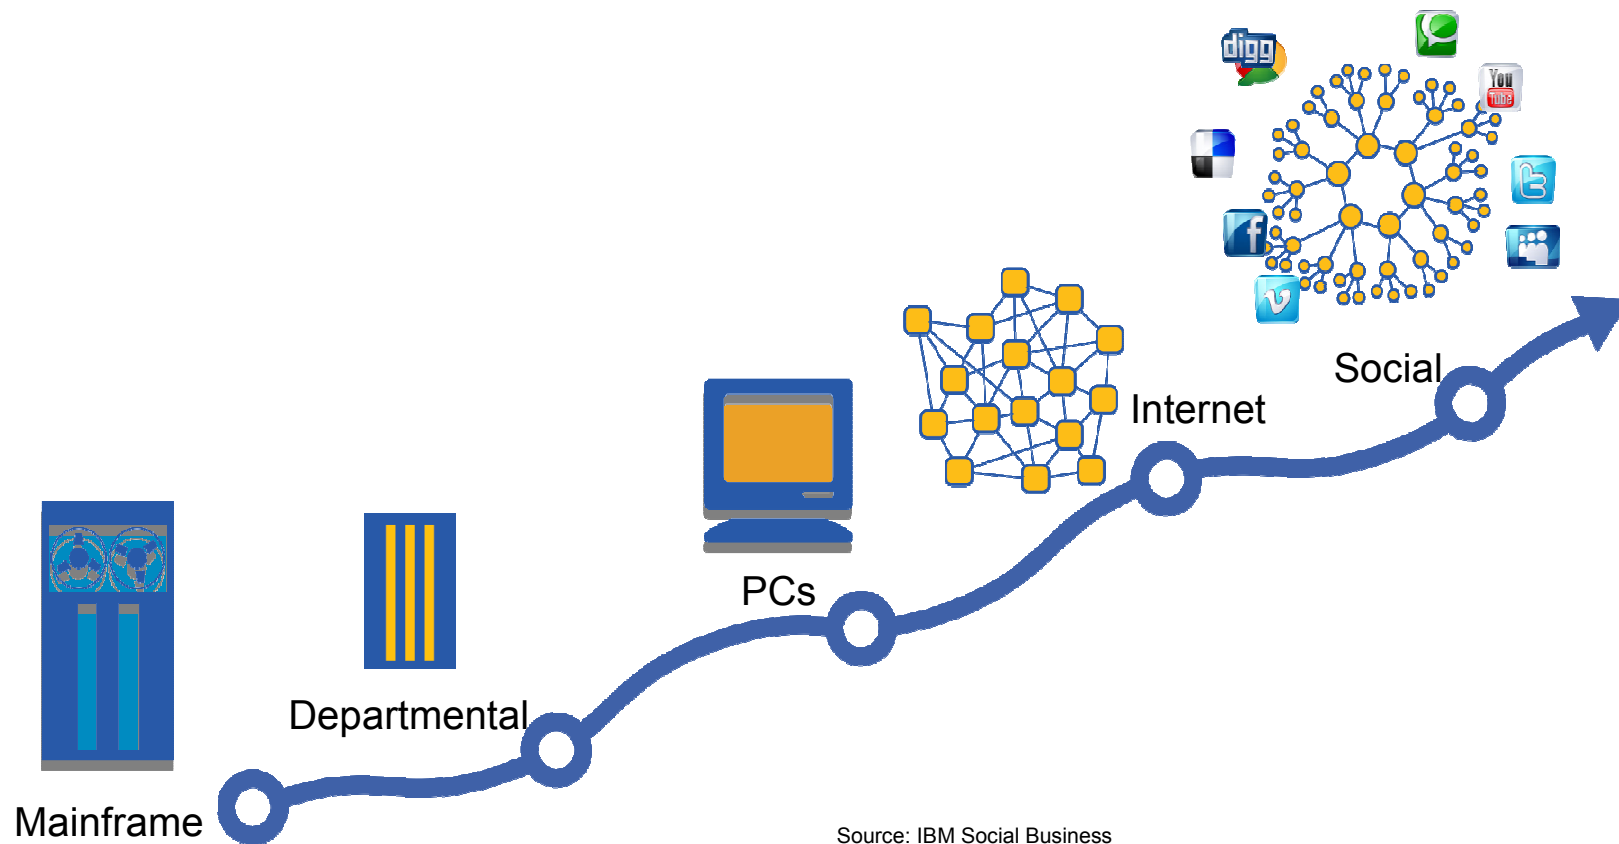 digg
You
Tube
f
t
v
Social
Internet
PCs
Departmental
Mainframe
Source: IBM Social Business